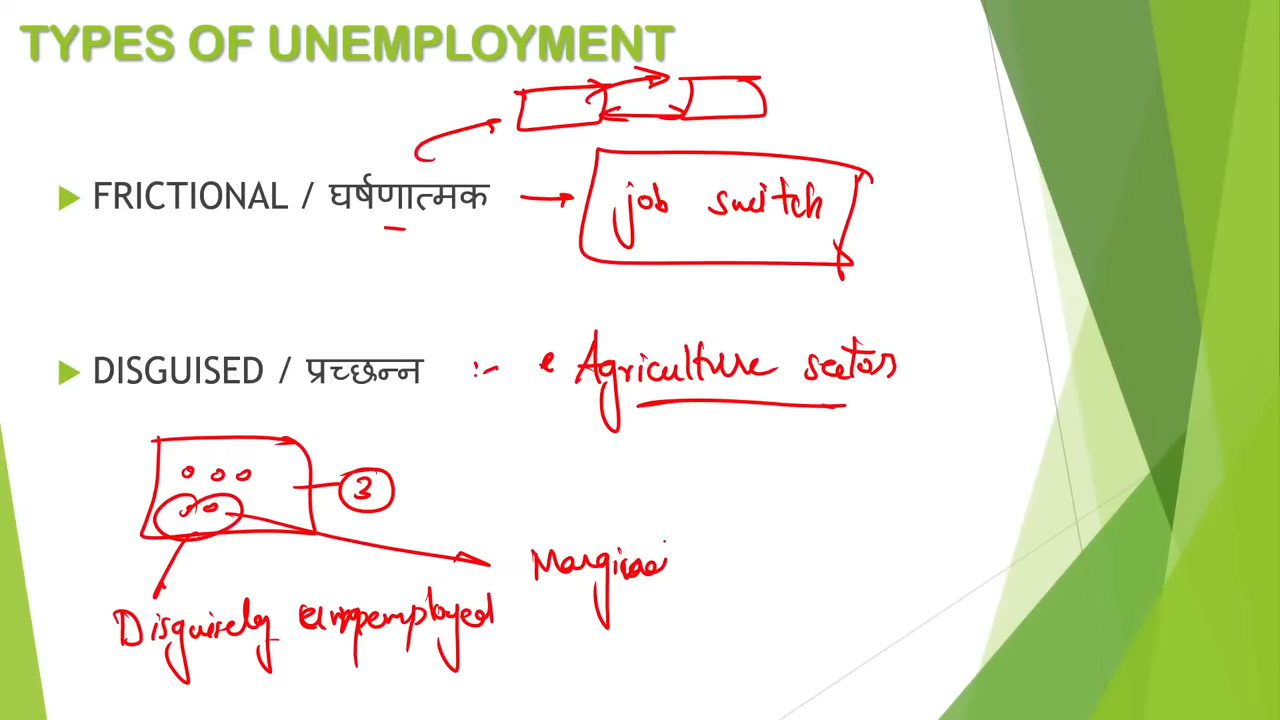 TYPES OF UNEMPLOYMENT
FRICTIONAL / घर्षणात्मक
job switch
DISGUISED / प्रच्छन्न :- Agriculture sector
3
Disguisely unemployed